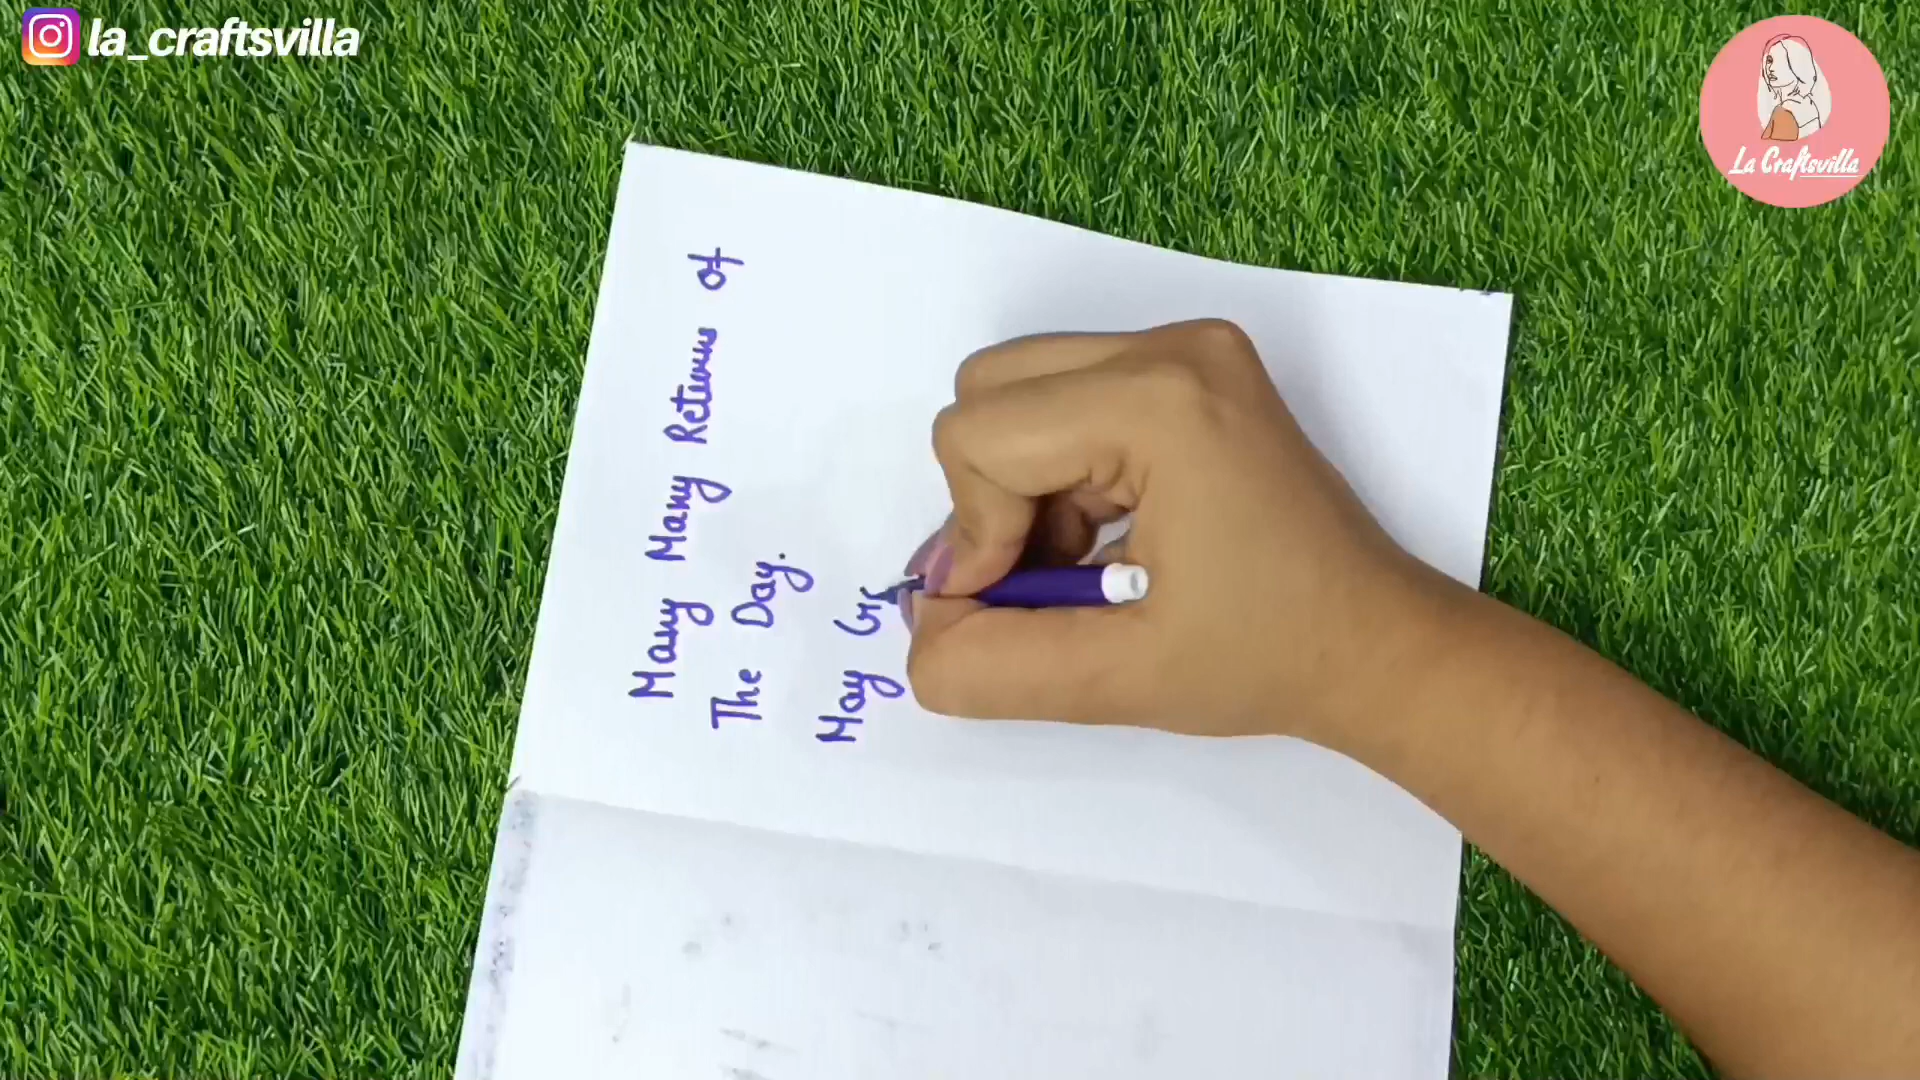 la_craftsvilla
La Craftsvilla
Many Many Returns of
The Day.
May